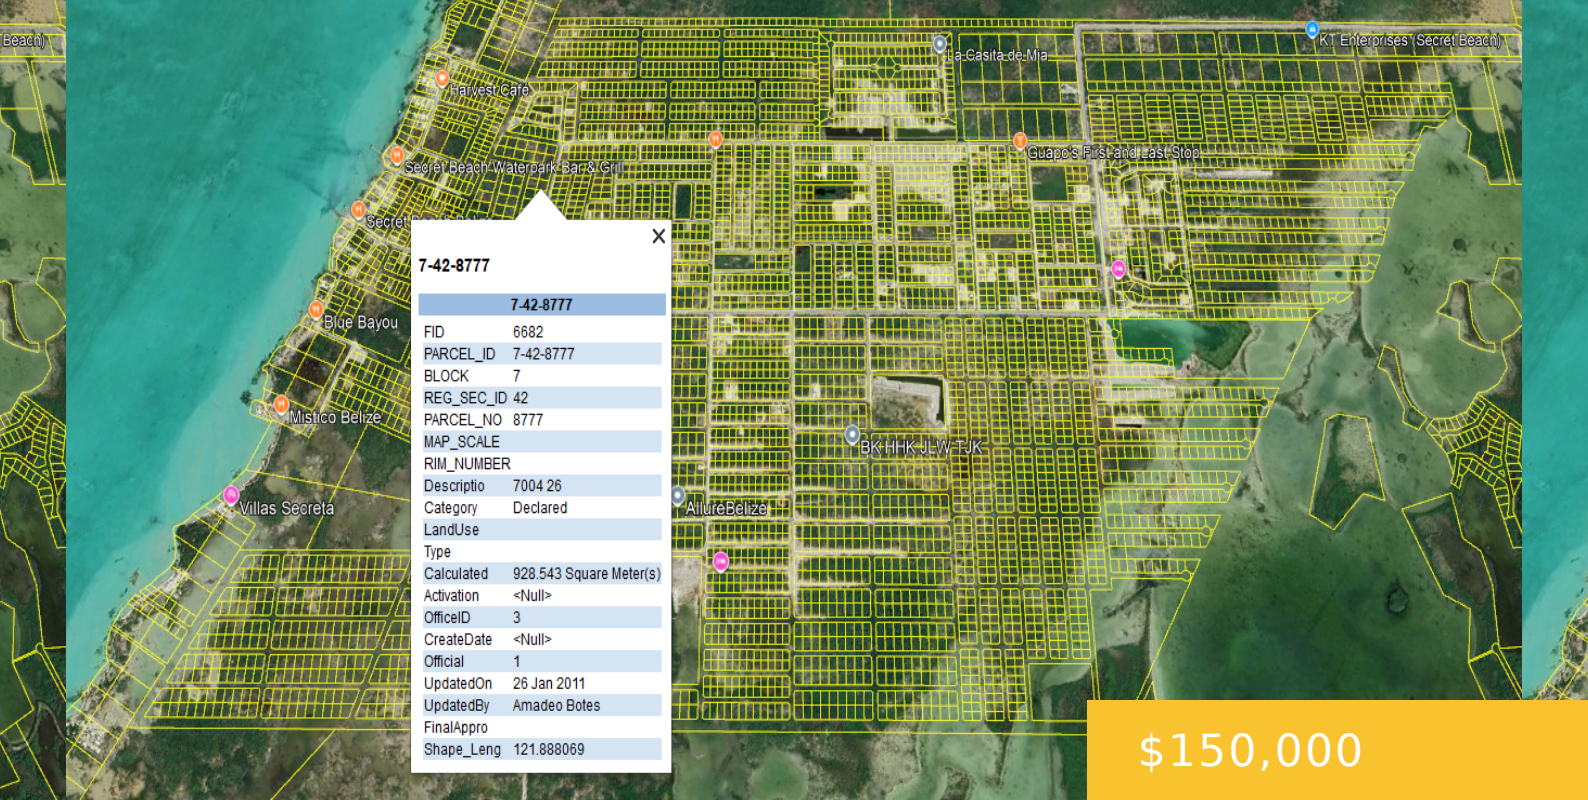 Beach)
KT Enterprises (Secret Beach)
La Casita de Mia
Harvest Cafe
Guapo's First and Last Stop
Secret Beach Waterpark Bar & Grill
Secret Beach Belize
7-42-8777
7-42-8777
FID 6682
PARCEL_ID 7-42-8777
BLOCK 7
REG_SEC_ID 42
PARCEL_NO 8777
MAP_SCALE
RIM_NUMBER
Descriptio 7004 26
Category Declared
LandUse
Type
Calculated 928.543 Square Meter(s)
Activation <Null>
OfficeID 3
CreateDate <Null>
Official 1
UpdatedOn 26 Jan 2011
UpdatedBy Amadeo Botes
FinalAppro
Shape_Leng 121.888069
Blue Bayou
Mistico Belize
BK HHK JLW TJK
Villas Secreta
AllureBelize
$150,000